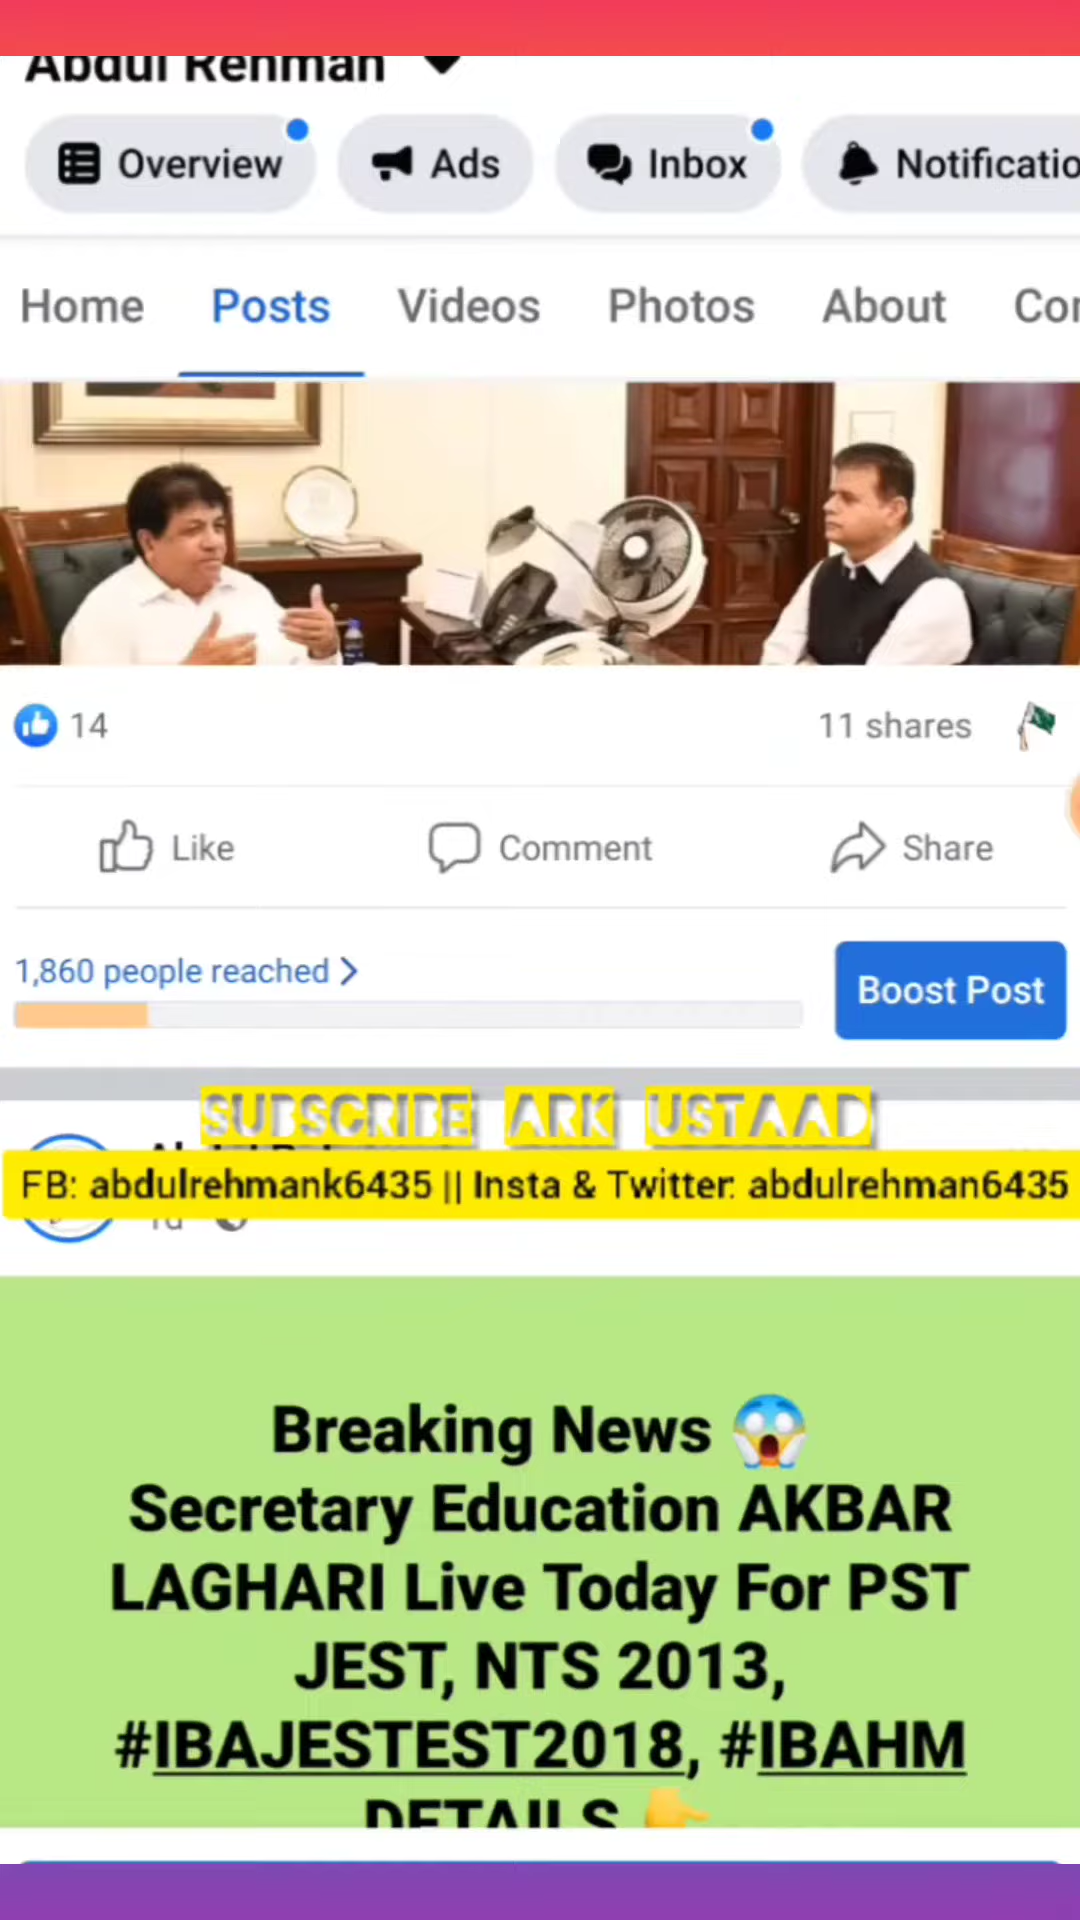 Abdul Rehman
Overview
Ads
Inbox
Notificatio
Home
Posts
Videos
Photos
About
Cor
14
11 shares
Like
Comment
Share
1,860 people reached
Boost Post
SUBSCRIBE ARK USTAAD
FB: abdulrehmank6435 || Insta & Twitter: abdulrehman6435
1d
Breaking News 😱
Secretary Education AKBAR
LAGHARI Live Today For PST
JEST, NTS 2013,
#IBAJESTEST2018, #IBAHM
DETAILS 👉